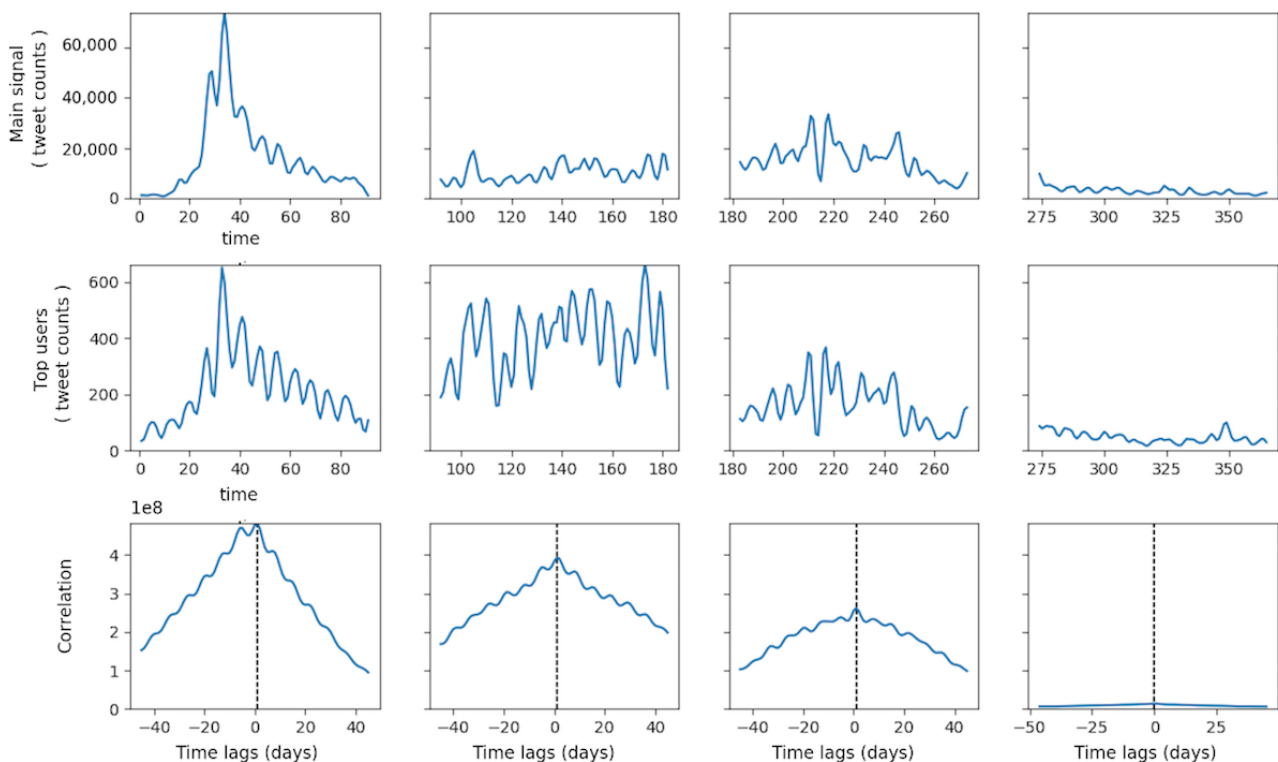 Main signal
( tweet counts )
60,000
40,000
20,000
0
0 20 40 60 80
time
100 120 140 160 180
180 200 220 240 260
275 300 325 350
Top users
( tweet counts )
600
400
200
0
0 20 40 60 80
time
100 120 140 160 180
180 200 220 240 260
275 300 325 350
1e8
Correlation
4
3
2
1
0
−40 −20 0 20 40
Time lags (days)
−40 −20 0 20 40
Time lags (days)
−40 −20 0 20 40
Time lags (days)
−50 −25 0 25
Time lags (days)